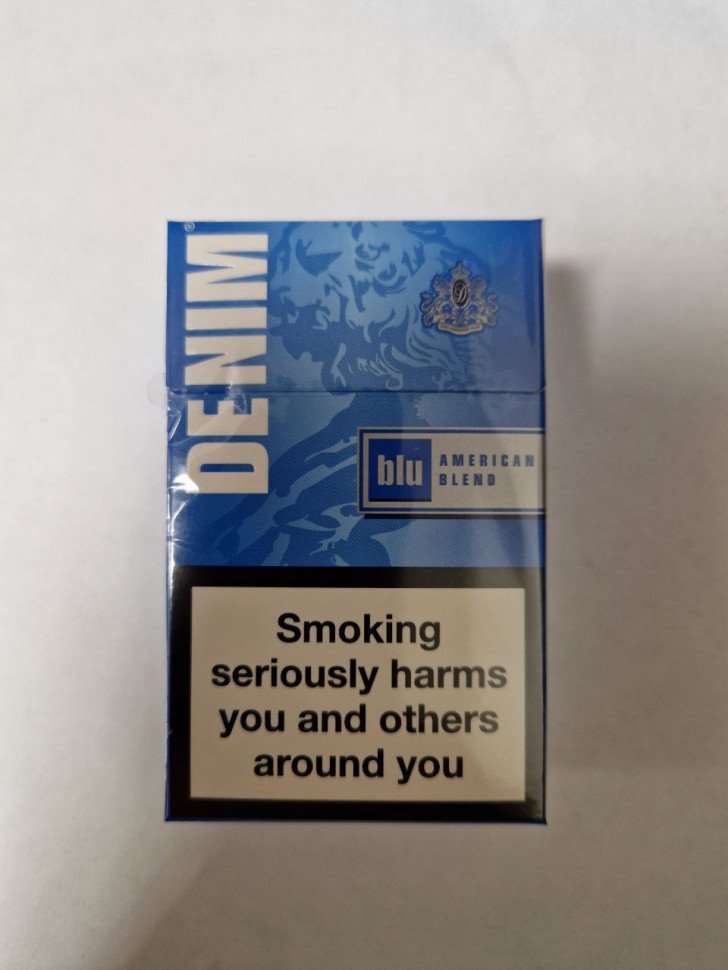 DENIM®
D
blu AMERICAN
BLEND
Smoking
seriously harms
you and others
around you